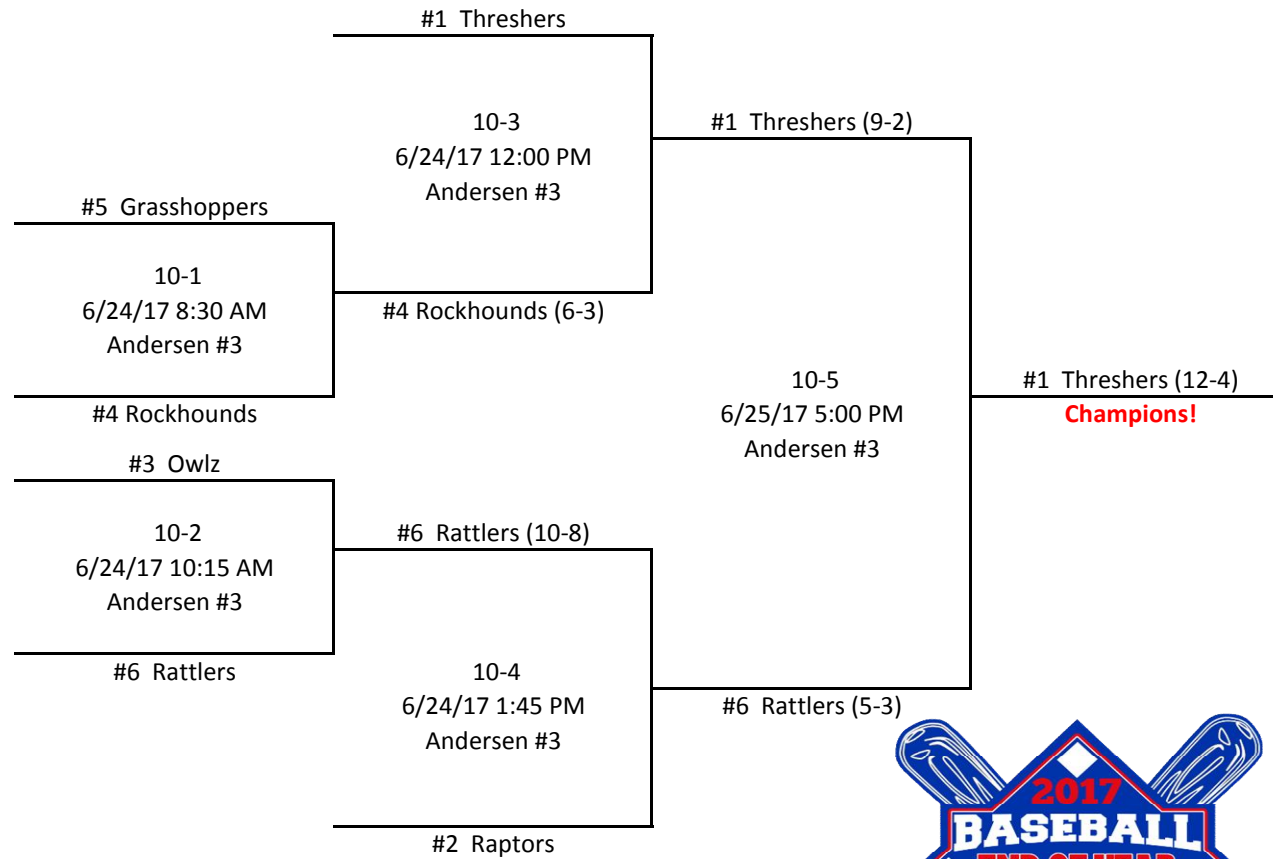 #1 Threshers
10-3
6/24/17 12:00 PM
Andersen #3
#1 Threshers (9-2)
#5 Grasshoppers
10-1
6/24/17 8:30 AM
Andersen #3
#4 Rockhounds (6-3)
#4 Rockhounds
10-5
6/25/17 5:00 PM
Andersen #3
#1 Threshers (12-4)
Champions!
#3 Owlz
10-2
6/24/17 10:15 AM
Andersen #3
#6 Rattlers (10-8)
#6 Rattlers
10-4
6/24/17 1:45 PM
Andersen #3
#6 Rattlers (5-3)
#2 Raptors
2017
BASEBALL